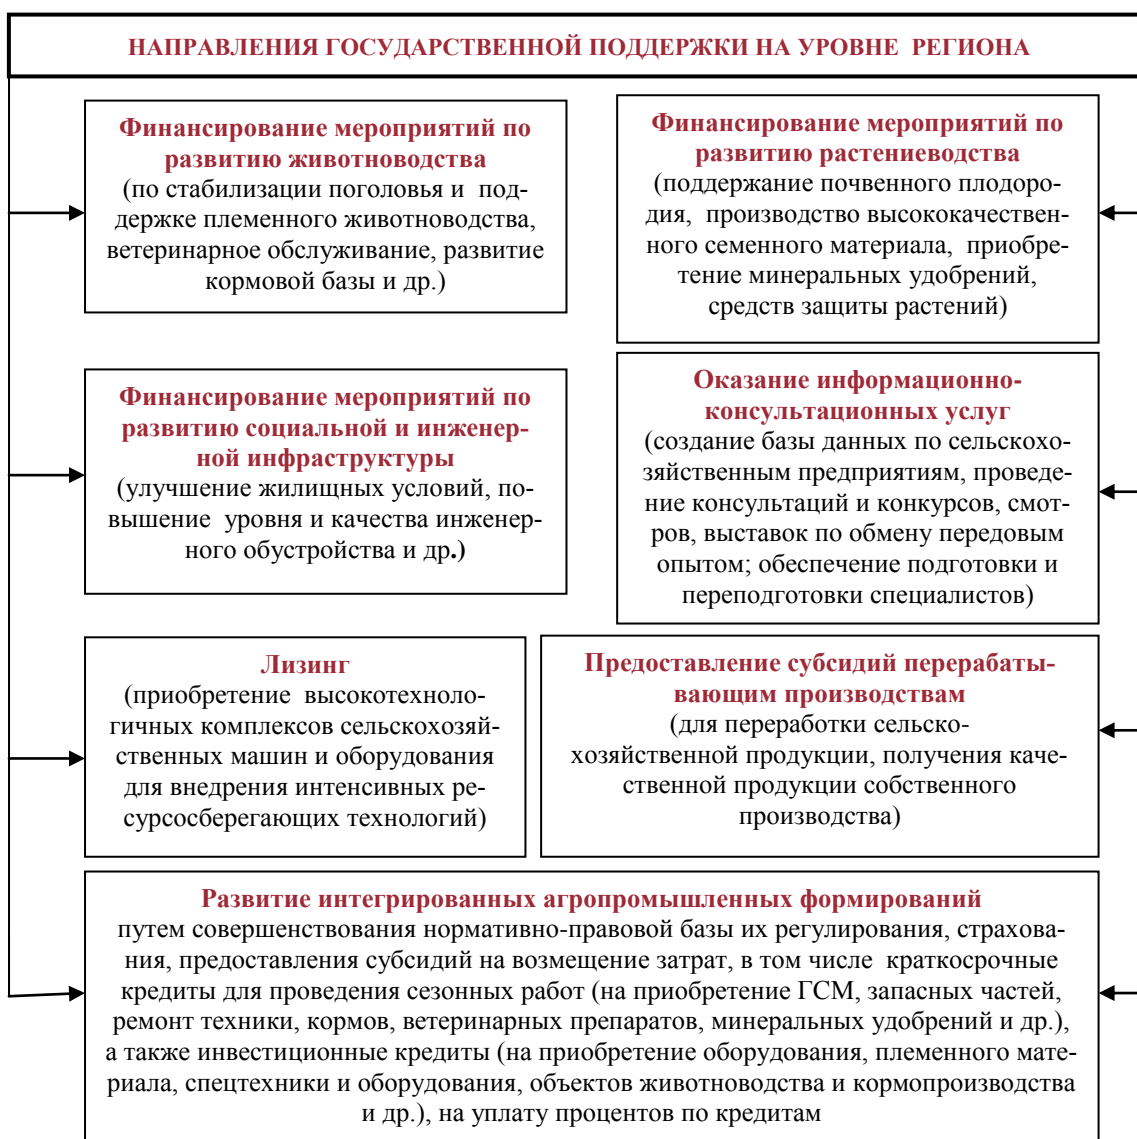 НАПРАВЛЕНИЯ ГОСУДАРСТВЕННОЙ ПОДДЕРЖКИ НА УРОВНЕ РЕГИОНА
Финансирование мероприятий по
развитию животноводства
(по стабилизации поголовья и под-
держке племенного животноводства,
ветеринарное обслуживание, развитие
кормовой базы и др.)
Финансирование мероприятий по
развитию растениеводства
(поддержание почвенного плодоро-
дия, производство высококачествен-
ного семенного материала, приобре-
тение минеральных удобрений,
средств защиты растений)
Финансирование мероприятий по
развитию социальной и инженер-
ной инфраструктуры
(улучшение жилищных условий, по-
вышение уровня и качества инженер-
ного обустройства и др.)
Оказание информационно-
консультационных услуг
(создание базы данных по сельскохо-
зяйственным предприятиям, проведе-
ние консультаций и конкурсов, смот-
ров, выставок по обмену передовым
опытом; обеспечение подготовки и
переподготовки специалистов)
Лизинг
(приобретение высокотехноло-
гичных комплексов сельскохозяй-
ственных машин и оборудования
для внедрения интенсивных ре-
сурсосберегающих технологий)
Предоставление субсидий перерабаты-
вающим производствам
(для переработки сельско-
хозяйственной продукции, получения каче-
ственной продукции собственного
производства)
Развитие интегрированных агропромышленных формирований
путем совершенствования нормативно-правовой базы их регулирования, страхова-
ния, предоставления субсидий на возмещение затрат, в том числе краткосрочные
кредиты для проведения сезонных работ (на приобретение ГСМ, запасных частей,
ремонт техники, кормов, ветеринарных препаратов, минеральных удобрений и др.),
а также инвестиционные кредиты (на приобретение оборудования, племенного мате-
риала, спецтехники и оборудования, объектов животноводства и кормопроизводства
и др.), на уплату процентов по кредитам